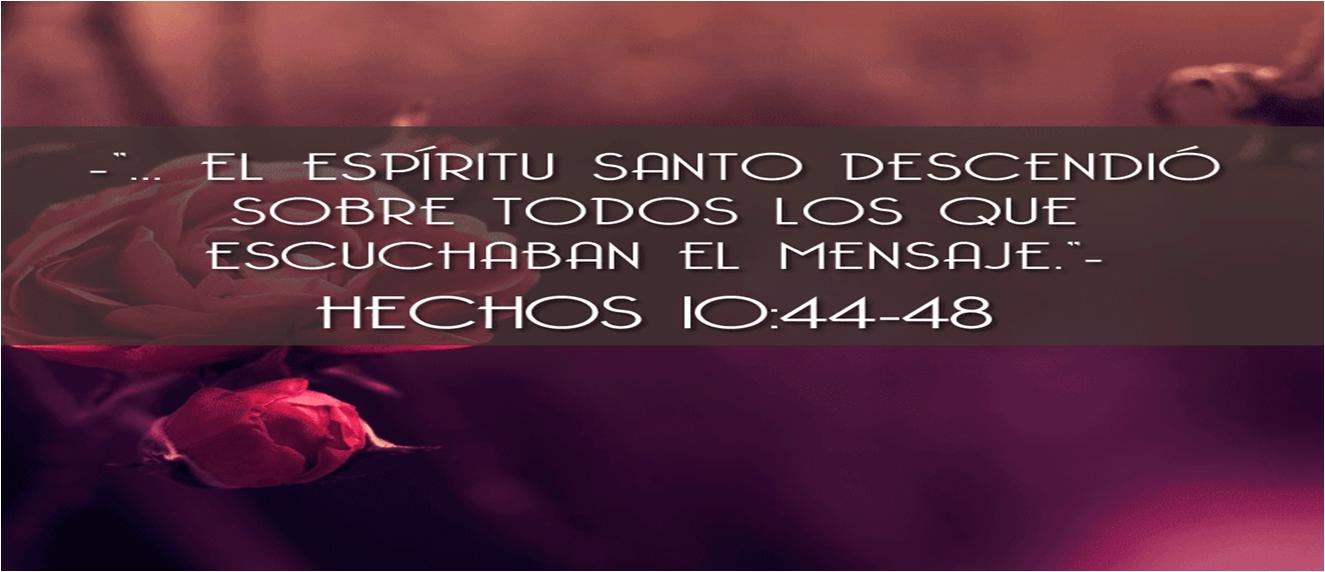 -"... EL ESPÍRITU SANTO DESCENDIÓ
SOBRE TODOS LOS QUE
ESCUCHABAN EL MENSAJE."-
HECHOS 10:44-48